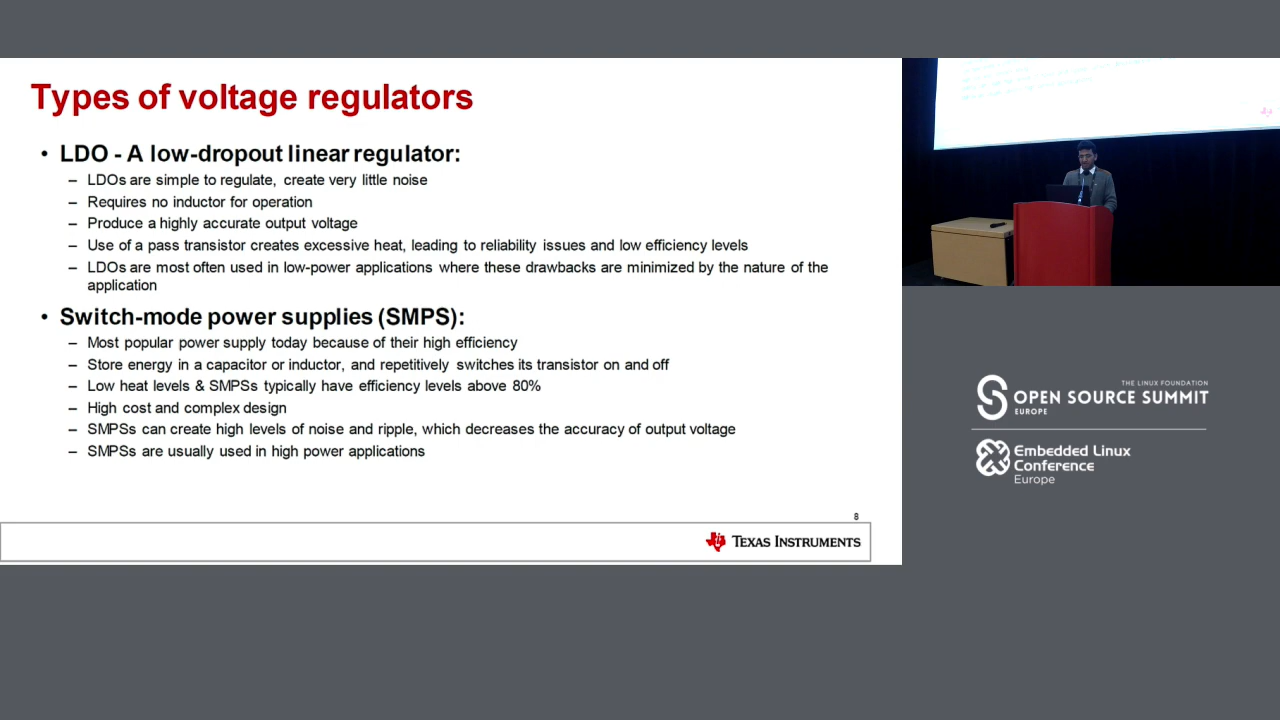 Types of voltage regulators
• LDO - A low-dropout linear regulator:
– LDOs are simple to regulate, create very little noise
– Requires no inductor for operation
– Produce a highly accurate output voltage
– Use of a pass transistor creates excessive heat, leading to reliability issues and low efficiency levels
– LDOs are most often used in low-power applications where these drawbacks are minimized by the nature of the
application
• Switch-mode power supplies (SMPS):
– Most popular power supply today because of their high efficiency
– Store energy in a capacitor or inductor, and repetitively switches its transistor on and off
– Low heat levels & SMPSs typically have efficiency levels above 80%
– High cost and complex design
– SMPSs can create high levels of noise and ripple, which decreases the accuracy of output voltage
– SMPSs are usually used in high power applications
8
TEXAS INSTRUMENTS
THE LINUX FOUNDATION
OPEN SOURCE SUMMIT
EUROPE
Embedded Linux
Conference
Europe